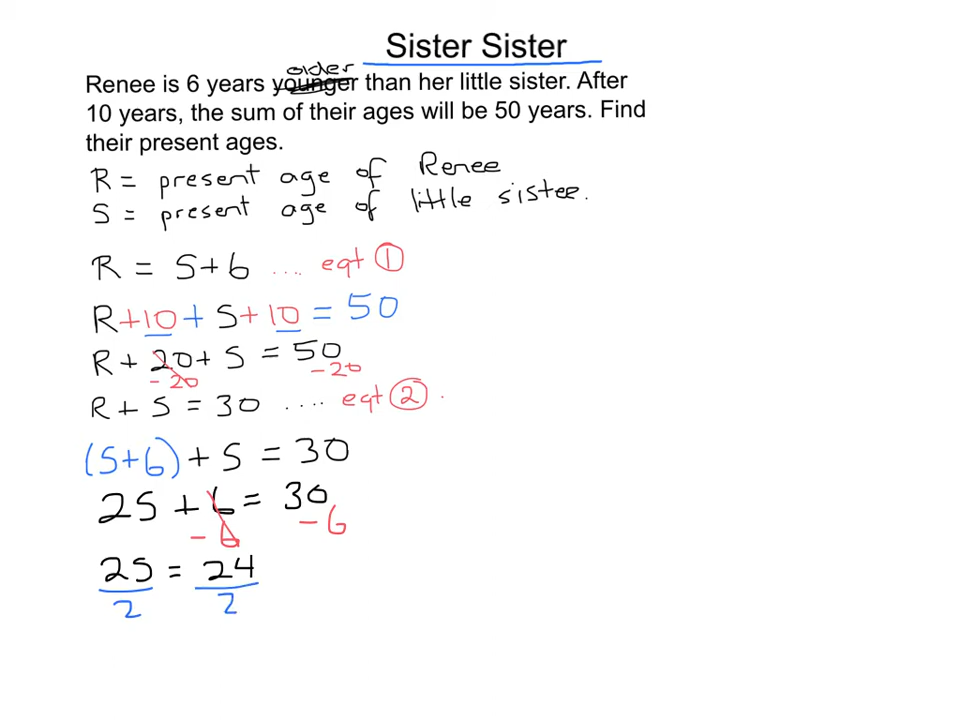 Sister Sister
older
Renee is 6 years younger than her little sister. After
10 years, the sum of their ages will be 50 years. Find
their present ages.
R = present age of Renee
S = present age of little sister.
R = S+6 .... eqt ①
R+10 + S+10 = 50
R + 20 + S = 50
-20 -20
R + S = 30 .... eqt ②.
(S+6) + S = 30
2S + 6 = 30
-6 -6
2S = 24
2 2